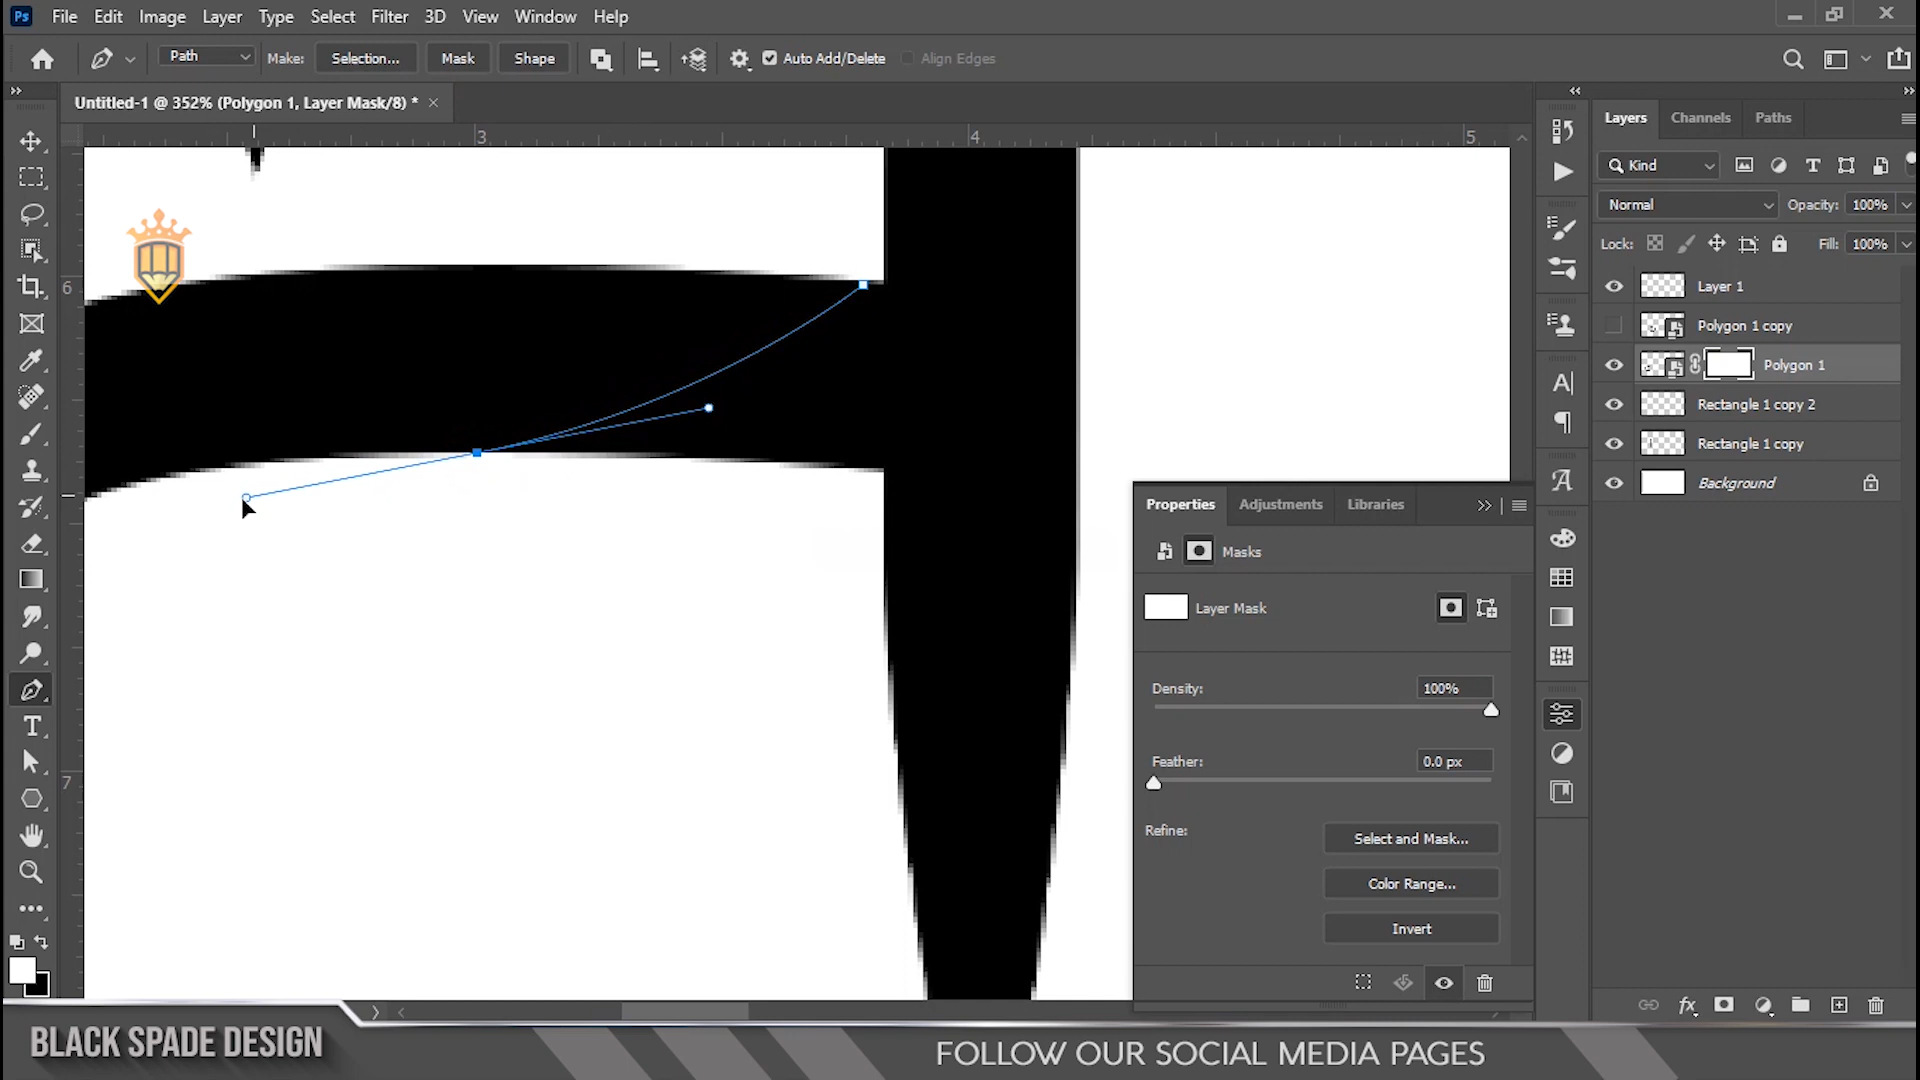 Ps File Edit Image Layer Type Select Filter 3D View Window Help
Path Make: Selection... Mask Shape Auto Add/Delete Align Edges
Untitled-1 @ 352% (Polygon 1, Layer Mask/8) *
3 4 5
6
7
Layers Channels Paths
Kind
Normal Opacity: 100%
Lock: Fill: 100%
Layer 1
Polygon 1 copy
Polygon 1
Rectangle 1 copy 2
Rectangle 1 copy
Background
Properties Adjustments Libraries
Masks
Layer Mask
Density: 100%
Feather: 0.0 px
Refine:
Select and Mask...
Color Range...
Invert
BLACK SPADE DESIGN
FOLLOW OUR SOCIAL MEDIA PAGES